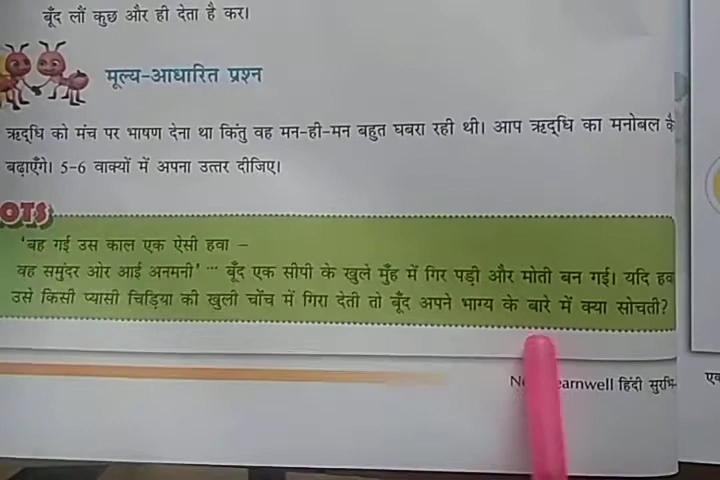 बूँद लौं कुछ और ही देता है कर।
मूल्य-आधारित प्रश्न
ऋद्धि को मंच पर भाषण देना था किंतु वह मन-ही-मन बहुत घबरा रही थी। आप ऋद्धि का मनोबल
बढ़ाएँगे। 5-6 वाक्यों में अपना उत्तर दीजिए।
OTS
'बह गई उस काल एक ऐसी हवा –
वह समुंदर ओर आई अनमनी' ··· बूँद एक सीपी के खुले मुँह में गिर पड़ी और मोती बन गई। यदि
उसे किसी प्यासी चिड़िया की खुली चोंच में गिरा देती तो बूँद अपने भाग्य के बारे में क्या सोचती?
earnwell हिंदी सुरभि-